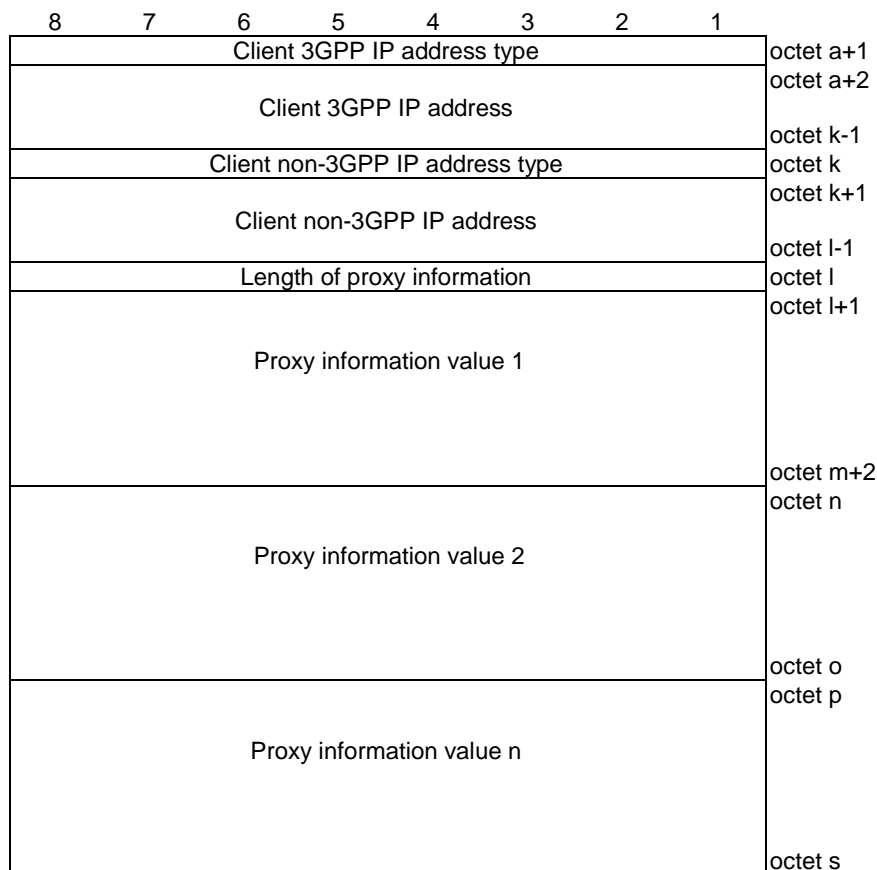 8 7 6 5 4 3 2 1
Client 3GPP IP address type octet a+1
octet a+2
Client 3GPP IP address
octet k-1
Client non-3GPP IP address type octet k
octet k+1
Client non-3GPP IP address
octet l-1
Length of proxy information octet l
octet l+1
Proxy information value 1
octet m+2
octet n
Proxy information value 2
octet o
octet p
Proxy information value n
octet s